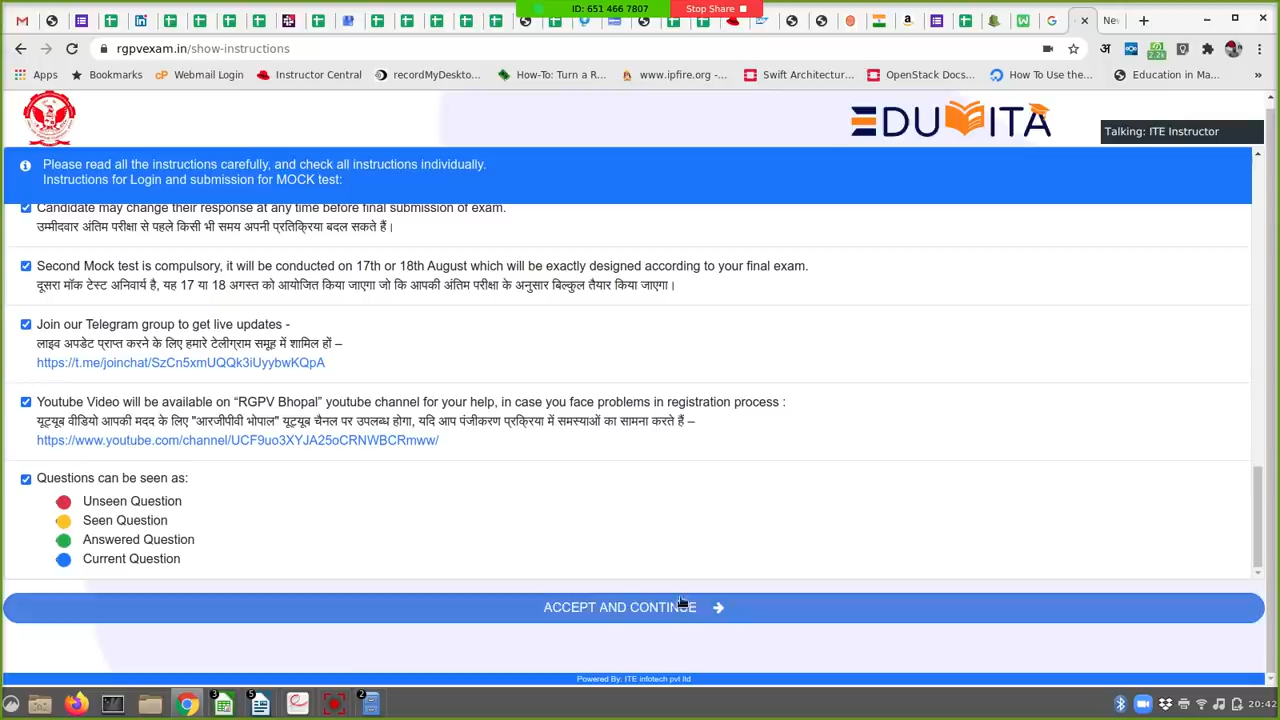 ID: 651 466 7807
Stop Share
New
rgpvexam.in/show-instructions
Apps
Bookmarks
Webmail Login
Instructor Central
recordMyDeskto...
How-To: Turn a R...
www.ipfire.org -...
Swift Architectur...
OpenStack Docs...
How To Use the...
Education in Ma...
EDUVITA
Talking: ITE Instructor
Please read all the instructions carefully, and check all instructions individually.
Instructions for Login and submission for MOCK test:
Candidate may change their response at any time before final submission of exam.
उम्मीदवार अंतिम परीक्षा से पहले किसी भी समय अपनी प्रतिक्रिया बदल सकते हैं।
Second Mock test is compulsory, it will be conducted on 17th or 18th August which will be exactly designed according to your final exam.
दूसरा मॉक टेस्ट अनिवार्य है, यह 17 या 18 अगस्त को आयोजित किया जाएगा जो कि आपकी अंतिम परीक्षा के अनुसार बिल्कुल तैयार किया जाएगा।
Join our Telegram group to get live updates -
लाइव अपडेट प्राप्त करने के लिए हमारे टेलीग्राम समूह में शामिल हों –
https://t.me/joinchat/SzCn5xmUQQk3iUyybwKQpA
Youtube Video will be available on “RGPV Bhopal” youtube channel for your help, in case you face problems in registration process :
यूट्यूब वीडियो आपकी मदद के लिए "आरजीपीवी भोपाल" यूट्यूब चैनल पर उपलब्ध होगा, यदि आप पंजीकरण प्रक्रिया में समस्याओं का सामना करते हैं –
https://www.youtube.com/channel/UCF9uo3XYJA25oCRNWBCRmww/
Questions can be seen as:
Unseen Question
Seen Question
Answered Question
Current Question
ACCEPT AND CONTINUE
Powered By: ITE infotech pvt ltd
3
5
2
20:42